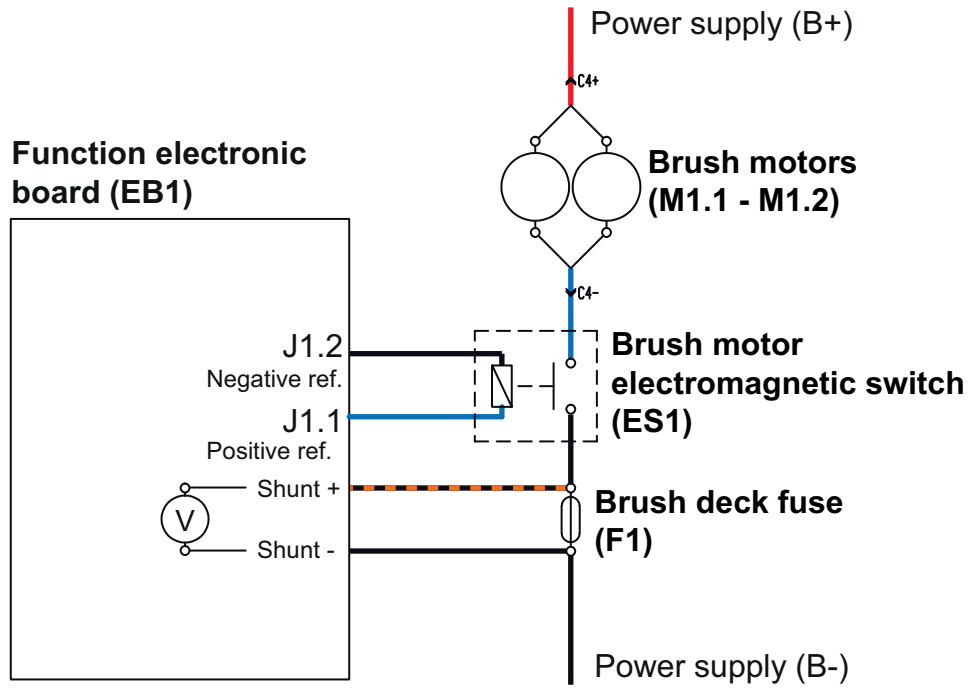 Power supply (B+)
C4+
Function electronic
board (EB1)
Brush motors
(M1.1 - M1.2)
C4-
J1.2
Negative ref.
J1.1
Positive ref.
Brush motor
electromagnetic switch
(ES1)
Shunt +
V
Shunt -
Brush deck fuse
(F1)
Power supply (B-)